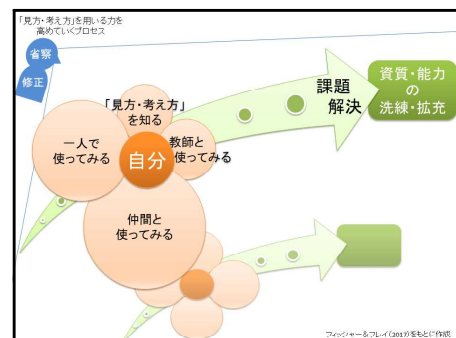 「見方・考え方」を用いる力を
高めていくプロセス
省察
修正
「見方・考え方」
を知る
一人で
使ってみる
自分
教師と
使ってみる
仲間と
使ってみる
課題
解決
資質・能力
の
洗練・拡充
フィッシャー&フレイ(2017)をもとに作成